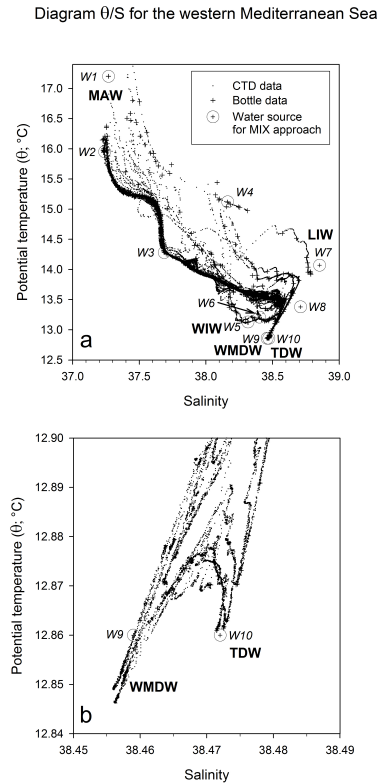 Diagram θ/S for the western Mediterranean Sea
CTD data
Bottle data
Water source
for MIX approach
W1
MAW
W2
W3
W4
LIW
W7
W6
W8
WIW W5
W9 W10
WMDW TDW
a
17.0
16.5
16.0
15.5
15.0
14.5
14.0
13.5
13.0
12.5
37.0 37.5 38.0 38.5 39.0
Potential temperature (θ; °C)
Salinity
12.90
12.89
12.88
12.87
12.86
12.85
12.84
W9
W10
TDW
WMDW
b
38.45 38.46 38.47 38.48 38.49
Potential temperature (θ; °C)
Salinity